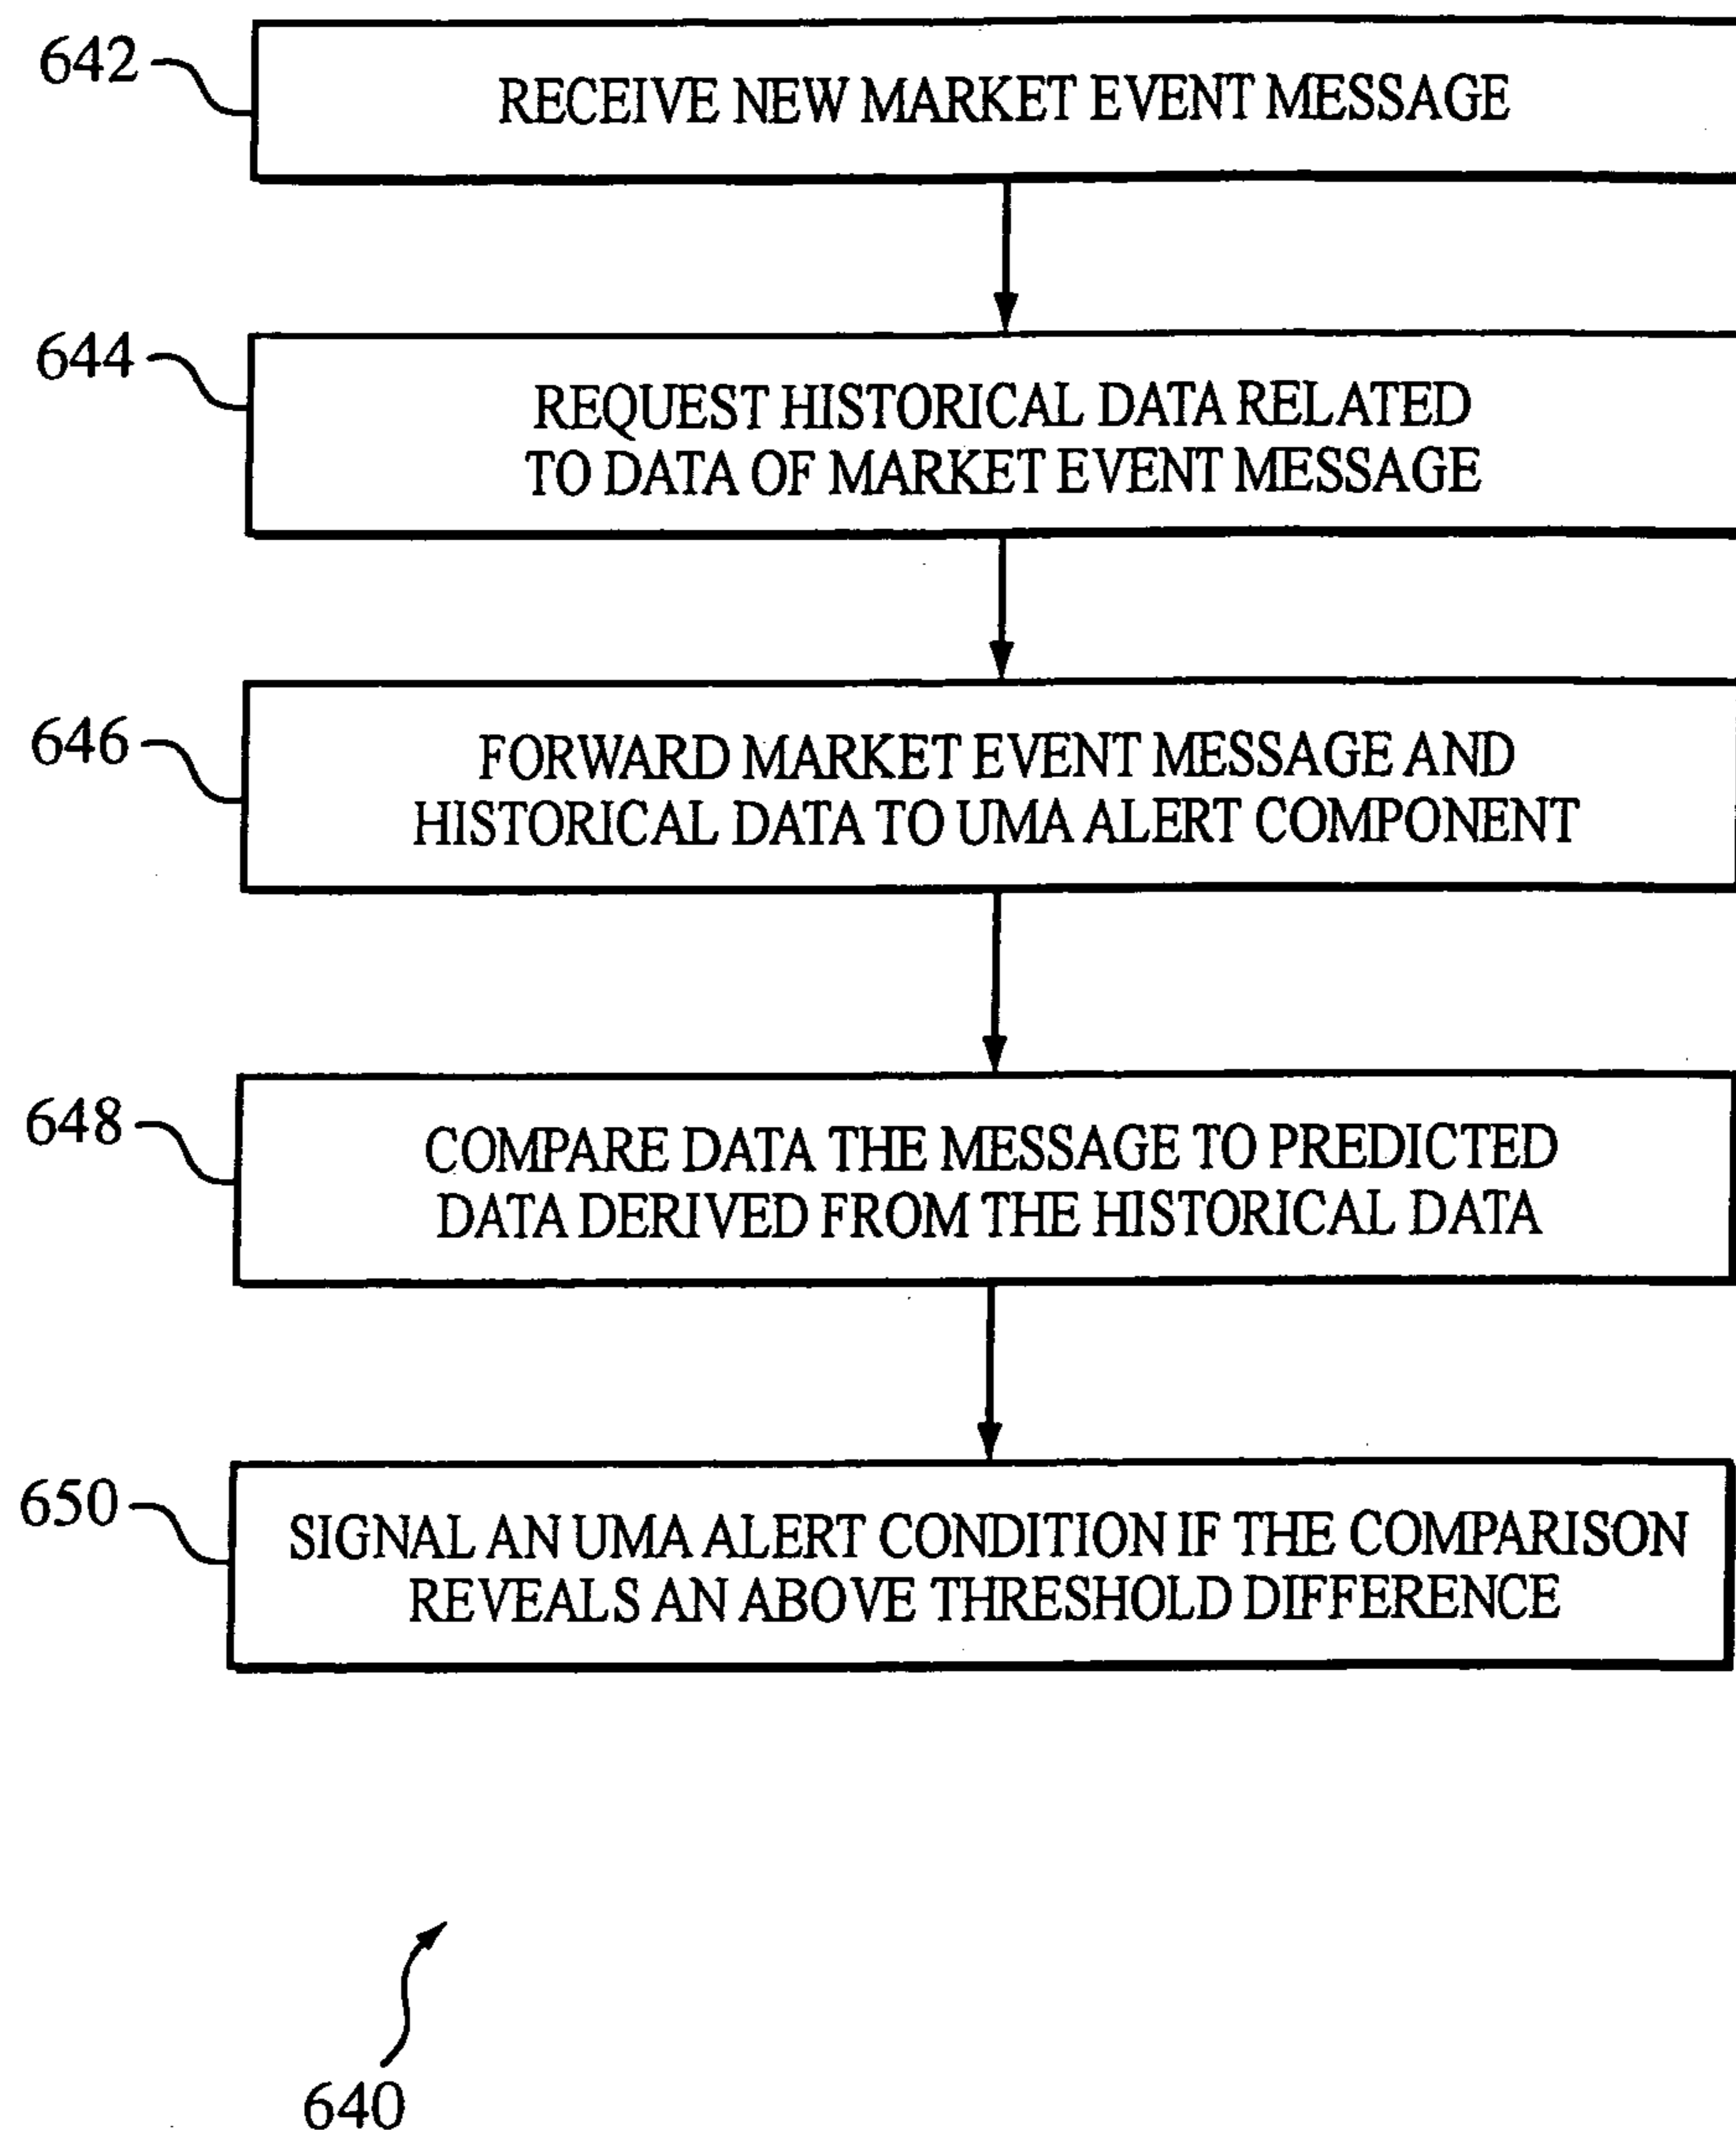 642
RECEIVE NEW MARKET EVENT MESSAGE
644
REQUEST HISTORICAL DATA RELATED
TO DATA OF MARKET EVENT MESSAGE
646
FORWARD MARKET EVENT MESSAGE AND
HISTORICAL DATA TO UMA ALERT COMPONENT
648
COMPARE DATA THE MESSAGE TO PREDICTED
DATA DERIVED FROM THE HISTORICAL DATA
650
SIGNAL AN UMA ALERT CONDITION IF THE COMPARISON
REVEALS AN ABOVE THRESHOLD DIFFERENCE
640